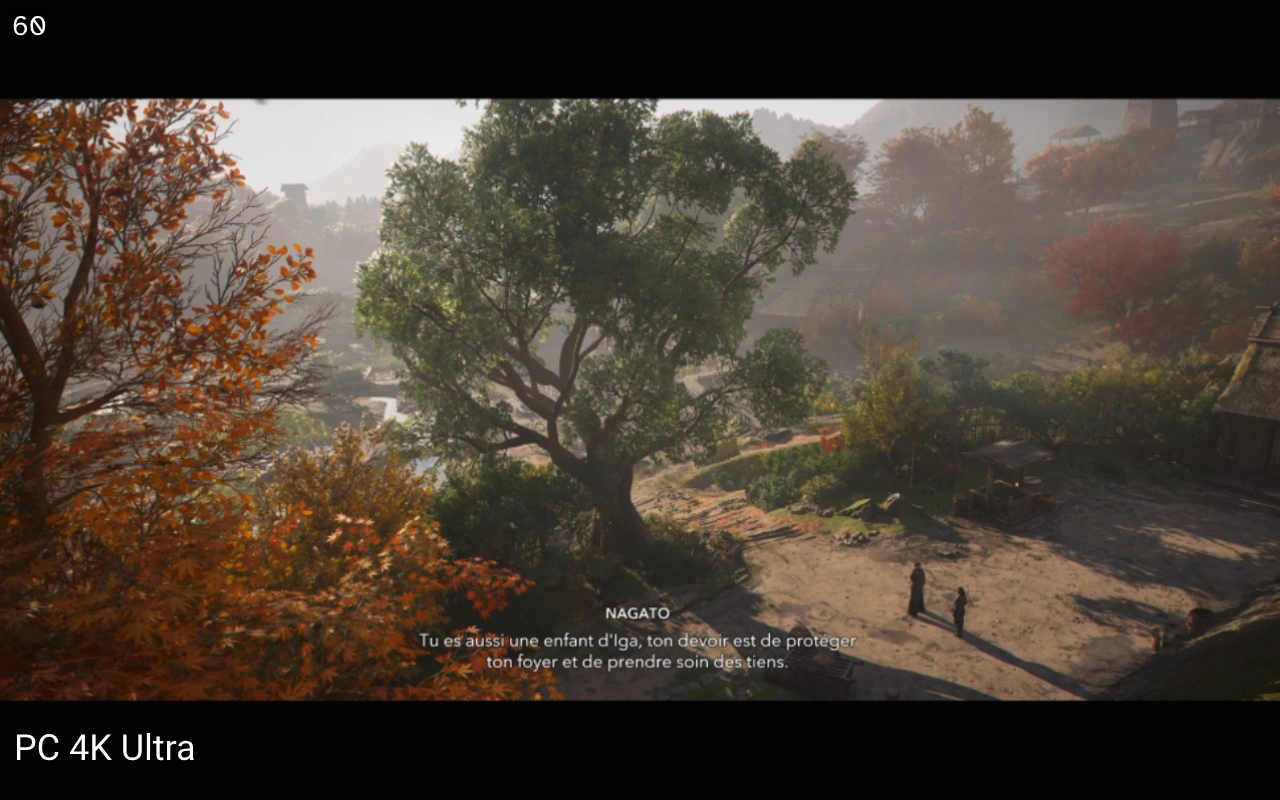 60
NAGATO
Tu es aussi une enfant d'Iga, ton devoir est de protéger
ton foyer et de prendre soin des tiens.
PC 4K Ultra